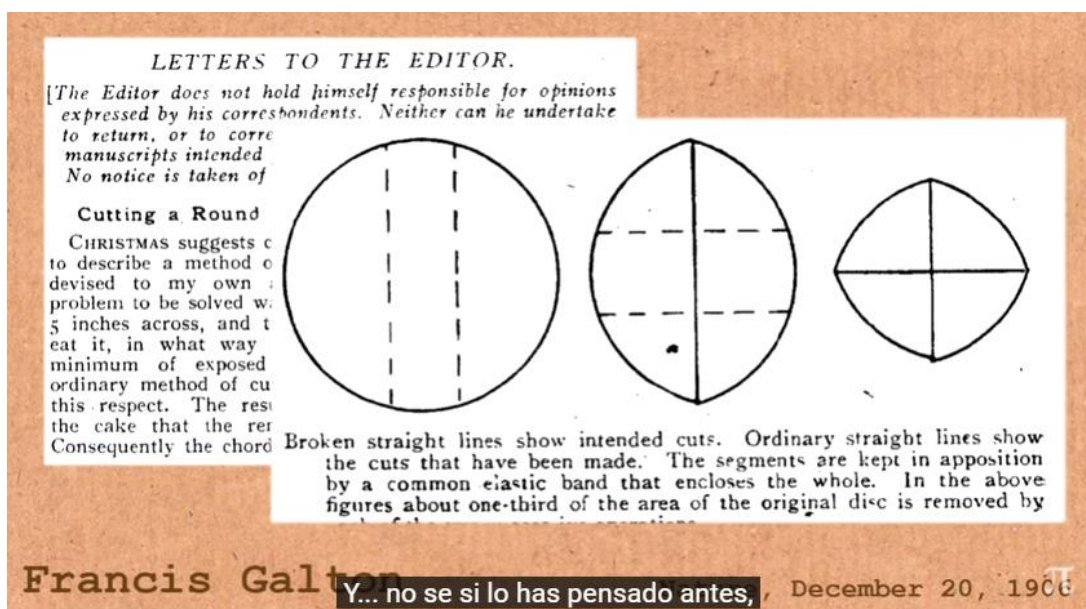 LETTERS TO THE EDITOR.
[The Editor does not hold himself responsible for opinions
expressed by his correspondents. Neither can he undertake
to return, or to corre
manuscripts intended
No notice is taken of
Cutting a Round
CHRISTMAS suggests c
to describe a method o
devised to my own
problem to be solved w
5 inches across, and t
eat it, in what way
minimum of exposed
ordinary method of cu
this respect. The res
the cake that the rer
Consequently the chord
Broken straight lines show intended cuts. Ordinary straight lines show
the cuts that have been made. The segments are kept in apposition
by a common elastic band that encloses the whole. In the above
figures about one-third of the area of the original disc is removed by
Francis Galton
Nature, December 20, 1906
π
Y... no se si lo has pensado antes,